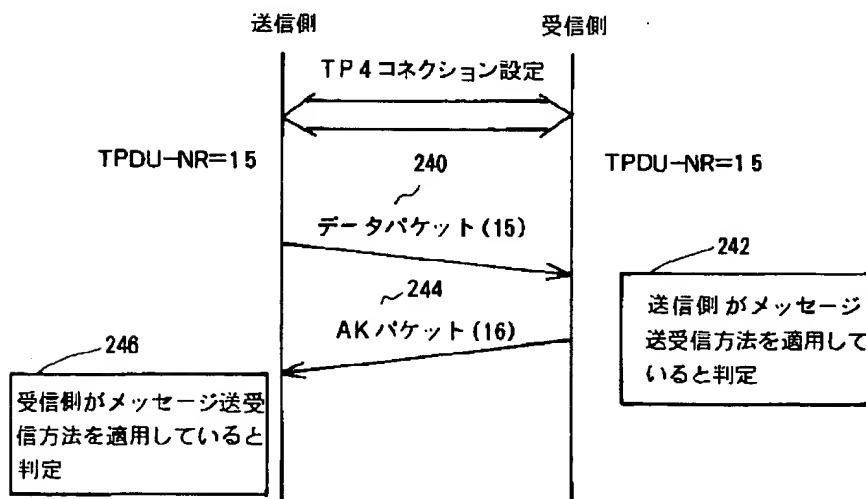 送信側
受信側
TP4コネクション設定
TPDU-NR=15
TPDU-NR=15
240
データパケット(15)
242
244
送信側がメッセージ
送受信方法を適用して
いると判定
AKパケット(16)
246
受信側がメッセージ送受
信方法を適用していると
判定